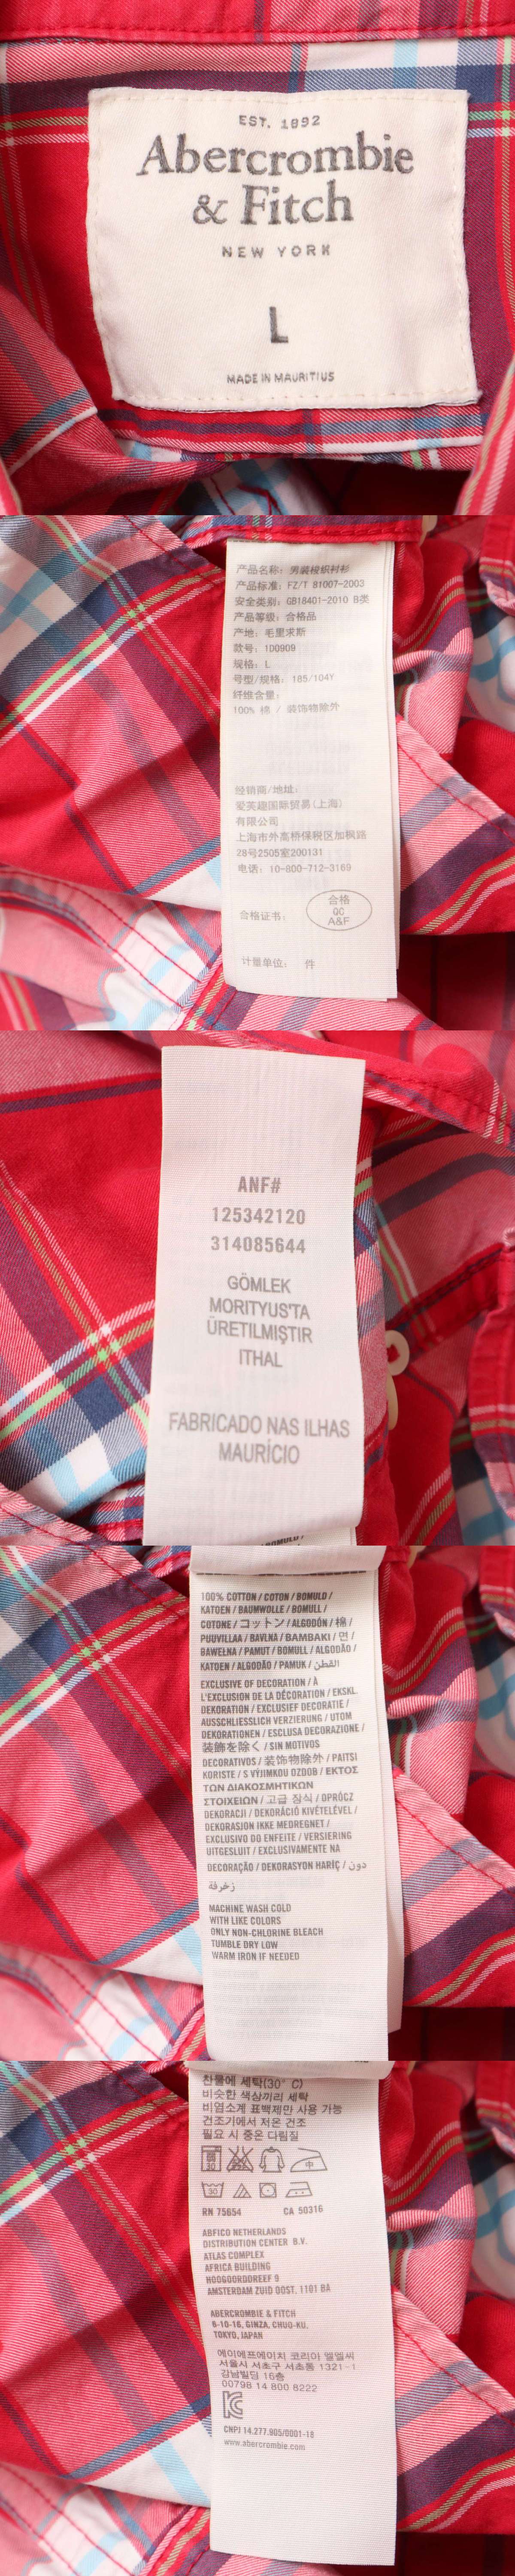 EST. 1892
Abercrombie
& Fitch
NEW YORK
L
MADE IN MAURITIUS
产品名称: 男装梭织衬衫
产品标准: FZ/T 81007-2003
安全类别: GB18401-2010 B类
产品等级: 合格品
产地: 毛里求斯
款号: 1D0909
规格: L
号型/规格: 185/104Y
纤维含量:
100% 棉 / 装饰物除外
经销商/地址:
爱芙趣国际贸易(上海)
有限公司
上海市外高桥保税区加枫路
28号2505室200131
电话: 10-800-712-3169
合格证书:
合格
QC
A&F
计量单位: 件
ANF#
125342120
314085644
GÖMLEK
MORITYUS'TA
ÜRETILMIŞTIR
ITHAL
FABRICADO NAS ILHAS
MAURÍCIO
100% COTTON / COTON / BOMULD /
KATOEN / BAUMWOLLE / BOMULL /
COTONE / コットン / ALGODÓN / 棉 /
PUUVILLAA / BAVLNA / BAMBAKI / 면 /
BAWEŁNA / PAMUT / BOMULL / ALGODÃO /
KATOEN / ALGODÃO / PAMUK / القطن
EXCLUSIVE OF DECORATION / À
L'EXCLUSION DE LA DÉCORATION / EKSKL.
DEKORATION / EXCLUSIEF DECORATIE /
AUSSCHLIESSLICH VERZIERUNG / UTOM
DEKORATIONEN / ESCLUSA DECORAZIONE /
装飾を除く / SIN MOTIVOS
DECORATIVOS / 装饰物除外 / PAITSI
KORISTE / S VÝJIMKOU OZDOB / ΕΚΤΟΣ
ΤΩΝ ΔΙΑΚΟΣΜΗΤΙΚΩΝ
ΣΤΟΙΧΕΙΩΝ / 고급 장식 / OPRÓCZ
DEKORACJI / DEKORÁCIÓ KIVÉTELÉVEL /
DEKORASJON IKKE MEDREGNET /
EXCLUSIVO DO ENFEITE / VERSIERING
UITGESLUIT / EXCLUSIVAMENTE NA
DECORAÇÃO / DEKORASYON HARİÇ / دون
زخرفة
MACHINE WASH COLD
WITH LIKE COLORS
ONLY NON-CHLORINE BLEACH
TUMBLE DRY LOW
WARM IRON IF NEEDED
찬물에 세탁(30° C)
비슷한 색상끼리 세탁
비염소계 표백제만 사용 가능
건조기에서 저온 건조
필요 시 중온 다림질
30 中
30
RN 75654 CA 50316
ABFICO NETHERLANDS
DISTRIBUTION CENTER B.V.
ATLAS COMPLEX
AFRICA BUILDING
HOOGOORDDREEF 9
AMSTERDAM ZUID OOST, 1101 BA
ABERCROMBIE & FITCH
6-10-16, GINZA, CHUO-KU,
TOKYO, JAPAN
에이에프에이치 코리아 엘엘씨
서울시 서초구 서초동 1321-1
강남빌딩 16층
00798 14 800 8222
CNPJ 14.277.905/0001-18
www.abercrombie.com